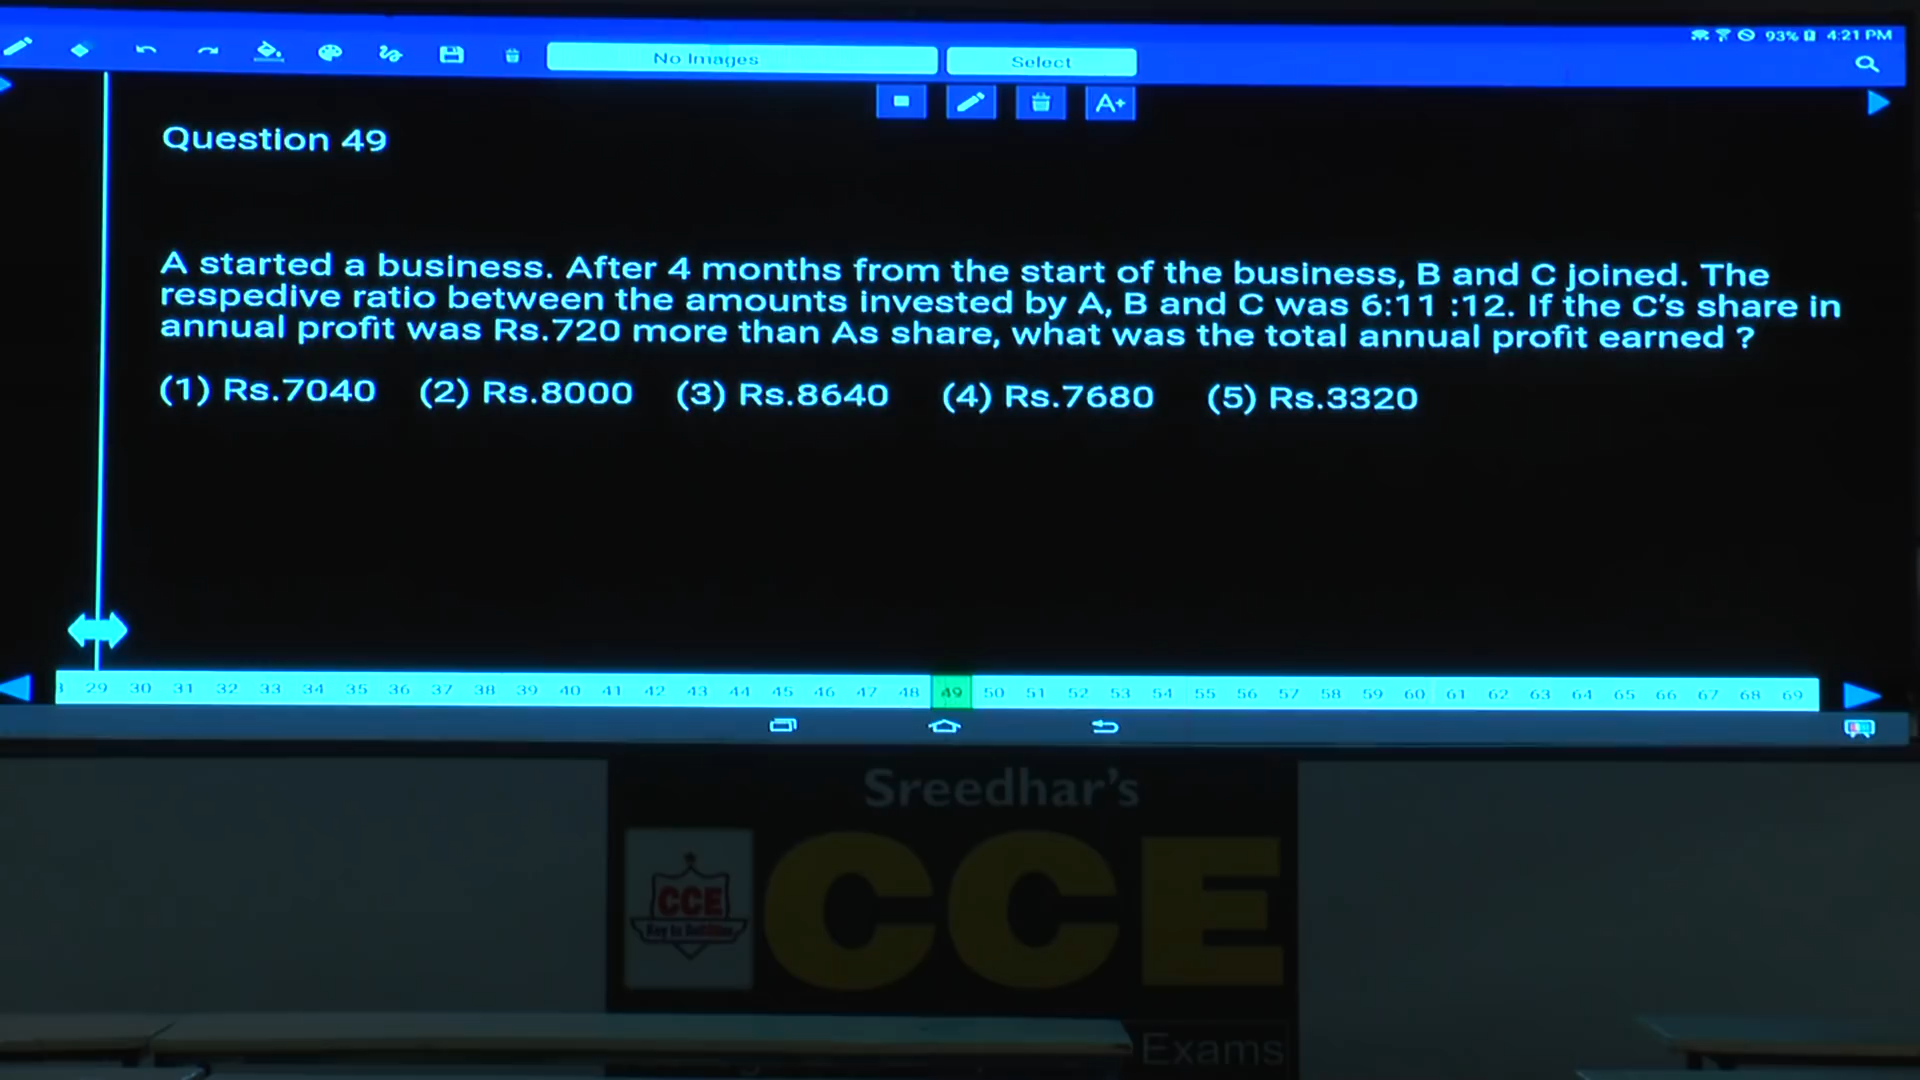 93% 4:21 PM
No Images Select
A+
Question 49
A started a business. After 4 months from the start of the business, B and C joined. The
respedive ratio between the amounts invested by A, B and C was 6:11 :12. If the C's share in
annual profit was Rs.720 more than As share, what was the total annual profit earned ?
(1) Rs.7040 (2) Rs.8000 (3) Rs.8640 (4) Rs.7680 (5) Rs.3320
29 30 31 32 33 34 35 36 37 38 39 40 41 42 43 44 45 46 47 48 49 50 51 52 53 54 55 56 57 58 59 60 61 62 63 64 65 66 67 68 69
Sreedhar's
CCE
CCE
Exams